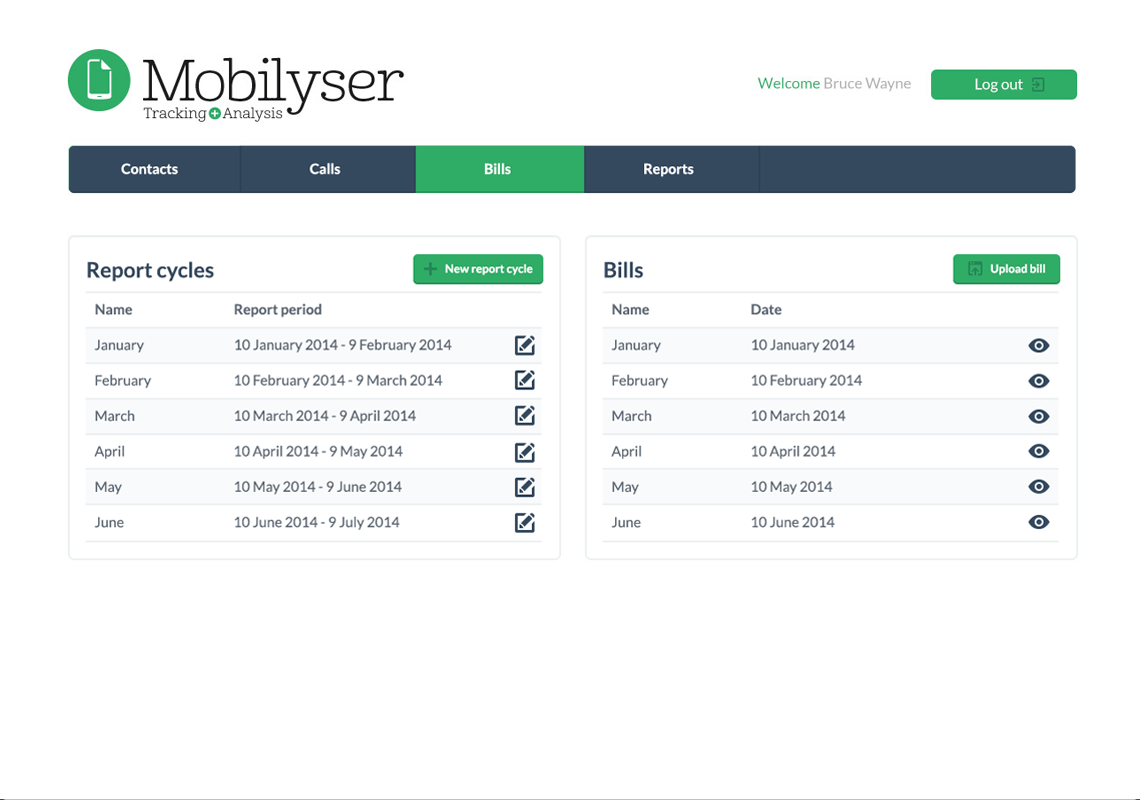 Mobilyser
Tracking+Analysis
Welcome Bruce Wayne
Log out
Contacts Calls Bills Reports
Report cycles
New report cycle
Name Report period
January 10 January 2014 - 9 February 2014
February 10 February 2014 - 9 March 2014
March 10 March 2014 - 9 April 2014
April 10 April 2014 - 9 May 2014
May 10 May 2014 - 9 June 2014
June 10 June 2014 - 9 July 2014
Bills
Upload bill
Name Date
January 10 January 2014
February 10 February 2014
March 10 March 2014
April 10 April 2014
May 10 May 2014
June 10 June 2014